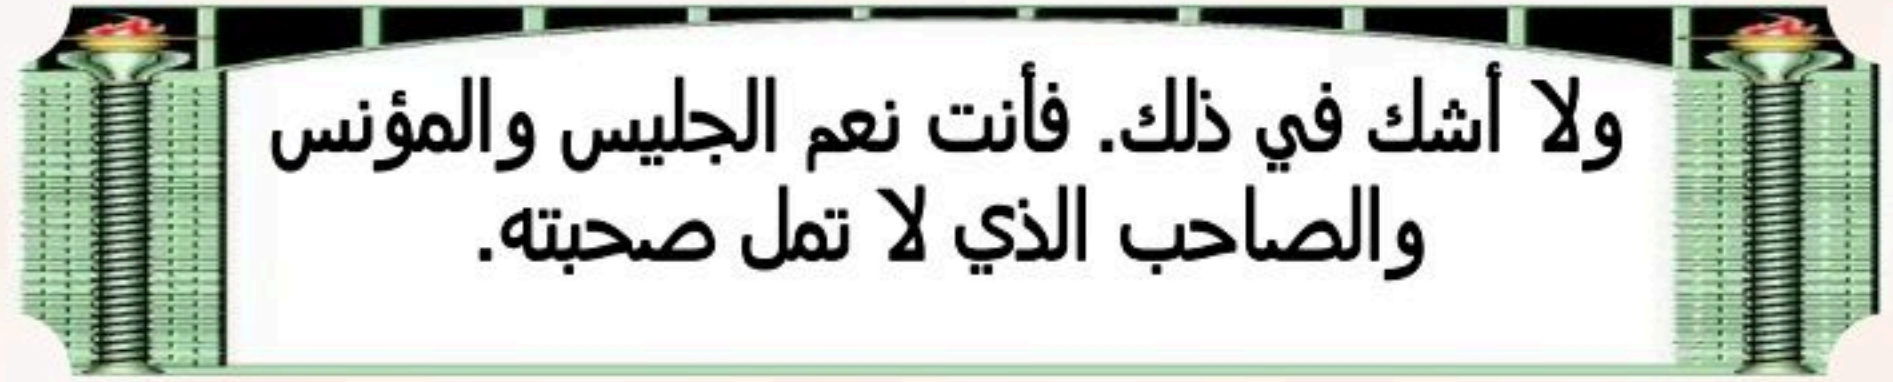 ولا أشك في ذلك. فأنت نعم الجليس والمؤنس
والصاحب الذي لا تمل صحبته.